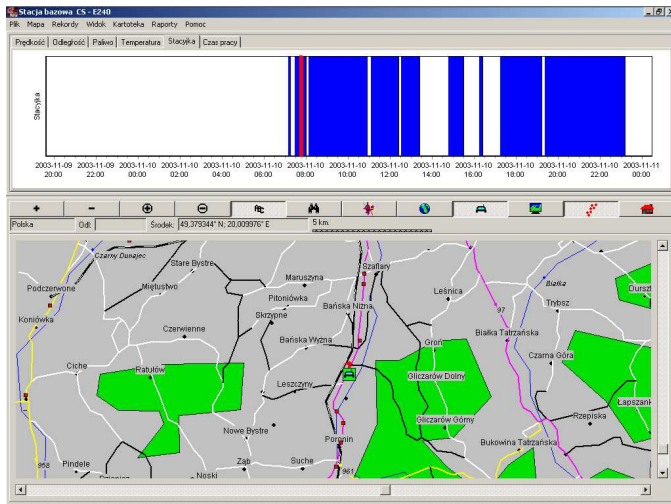 Stacja bazowa CS - E240
Plik Mapa Rekordy Widok Kartoteka Raporty Pomoc
Prędkość Odległość Paliwo Temperatura Stacyjka Czas pracy
Stacyjka
2003-11-09 2003-11-09 2003-11-10 2003-11-10 2003-11-10 2003-11-10 2003-11-10 2003-11-10 2003-11-10 2003-11-10 2003-11-10 2003-11-10 2003-11-10 2003-11-10 2003-11-11
20:00 22:00 00:00 02:00 04:00 06:00 08:00 10:00 12:00 14:00 16:00 18:00 20:00 22:00 00:00
Polska Odl: Środek: 49,379344° N; 20,009976° E 5 km.
Czarny Dunajec
Stare Bystre
Szaflary
Maruszyna
Białka
Podczerwone
Miętustwo
Leśnica
Pitoniówka
Trybsz
Bańska Niżna
Skrzypne
97
Koniówka
Czerwienne
Białka Tatrzańska
Bańska Wyżna
Groń
Czarna Góra
Ciche
Ratułów
Gliczarów Dolny
Leszczyny
Gliczarów Górny
Rzepiska
Nowe Bystre
Poronin
Bukowina Tatrzańska
Ząb
Suche
958
Pindele
961
Noski